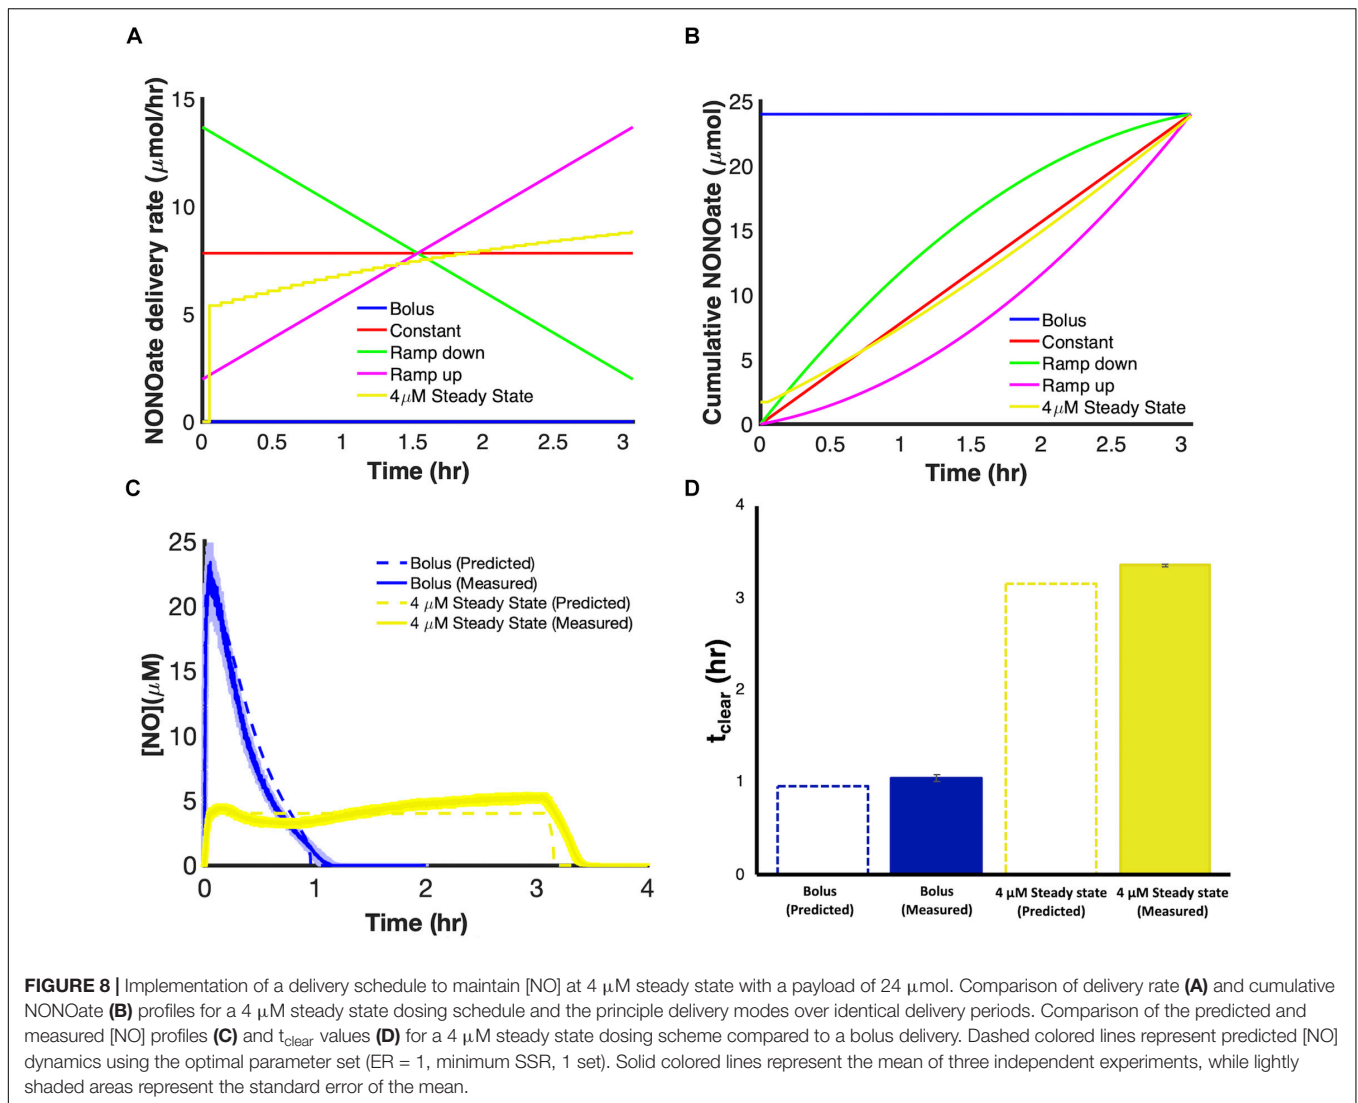 A
NONOate delivery rate (μmol/hr)
15
10
5
0
0 0.5 1 1.5 2 2.5 3
Time (hr)
Bolus
Constant
Ramp down
Ramp up
4μM Steady State
B
Cumulative NONOate (μmol)
25
20
15
10
5
0
0 0.5 1 1.5 2 2.5 3
Time (hr)
Bolus
Constant
Ramp down
Ramp up
4μM Steady State
C
[NO](μM)
25
20
15
10
5
0
0 1 2 3 4
Time (hr)
Bolus (Predicted)
Bolus (Measured)
4 μM Steady State (Predicted)
4 μM Steady State (Measured)
D
tclear (hr)
4
3
2
1
0
Bolus
(Predicted)
Bolus
(Measured)
4 μM Steady state
(Predicted)
4 μM Steady state
(Measured)
FIGURE 8 | Implementation of a delivery schedule to maintain [NO] at 4 μM steady state with a payload of 24 μmol. Comparison of delivery rate (A) and cumulative
NONOate (B) profiles for a 4 μM steady state dosing schedule and the principle delivery modes over identical delivery periods. Comparison of the predicted and
measured [NO] profiles (C) and tclear values (D) for a 4 μM steady state dosing scheme compared to a bolus delivery. Dashed colored lines represent predicted [NO]
dynamics using the optimal parameter set (ER = 1, minimum SSR, 1 set). Solid colored lines represent the mean of three independent experiments, while lightly
shaded areas represent the standard error of the mean.